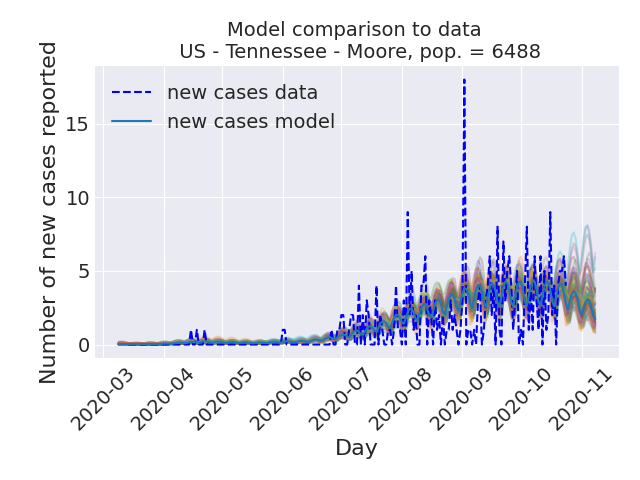 Model comparison to data
US - Tennessee - Moore, pop. = 6488
new cases data
new cases model
Number of new cases reported
15
10
5
0
2020-03
2020-04
2020-05
2020-06
2020-07
2020-08
2020-09
2020-10
2020-11
Day